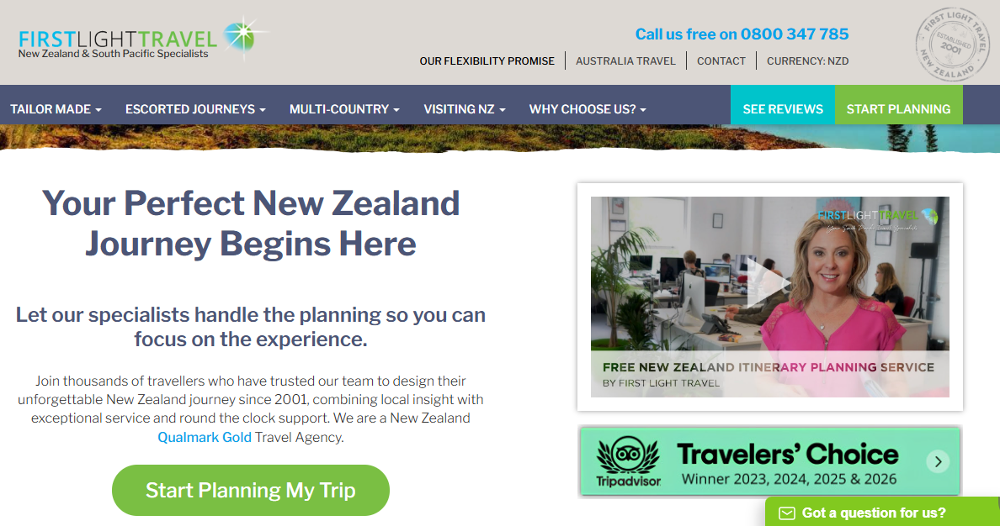 FIRSTLIGHTTRAVEL
New Zealand & South Pacific Specialists
Call us free on 0800 347 785
OUR FLEXIBILITY PROMISE
AUSTRALIA TRAVEL
CONTACT
CURRENCY: NZD
FIRST LIGHT TRAVEL
ESTABLISHED
2001
NEW ZEALAND
TAILOR MADE
ESCORTED JOURNEYS
MULTI-COUNTRY
VISITING NZ
WHY CHOOSE US?
SEE REVIEWS
START PLANNING
Your Perfect New Zealand
Journey Begins Here
Let our specialists handle the planning so you can
focus on the experience.
Join thousands of travellers who have trusted our team to design their
unforgettable New Zealand journey since 2001, combining local insight with
exceptional service and round the clock support. We are a New Zealand
Qualmark Gold Travel Agency.
Start Planning My Trip
FIRSTLIGHTTRAVEL
Your South Pacific Travel Specialists
FREE NEW ZEALAND ITINERARY PLANNING SERVICE
BY FIRST LIGHT TRAVEL
Tripadvisor
Travelers' Choice
Winner 2023, 2024, 2025 & 2026
Got a question for us?